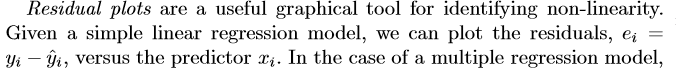 Residual plots are a useful graphical tool for identifying non-linearity.
Given a simple linear regression model, we can plot the residuals, eᵢ =
yᵢ − ŷᵢ, versus the predictor xᵢ. In the case of a multiple regression model,